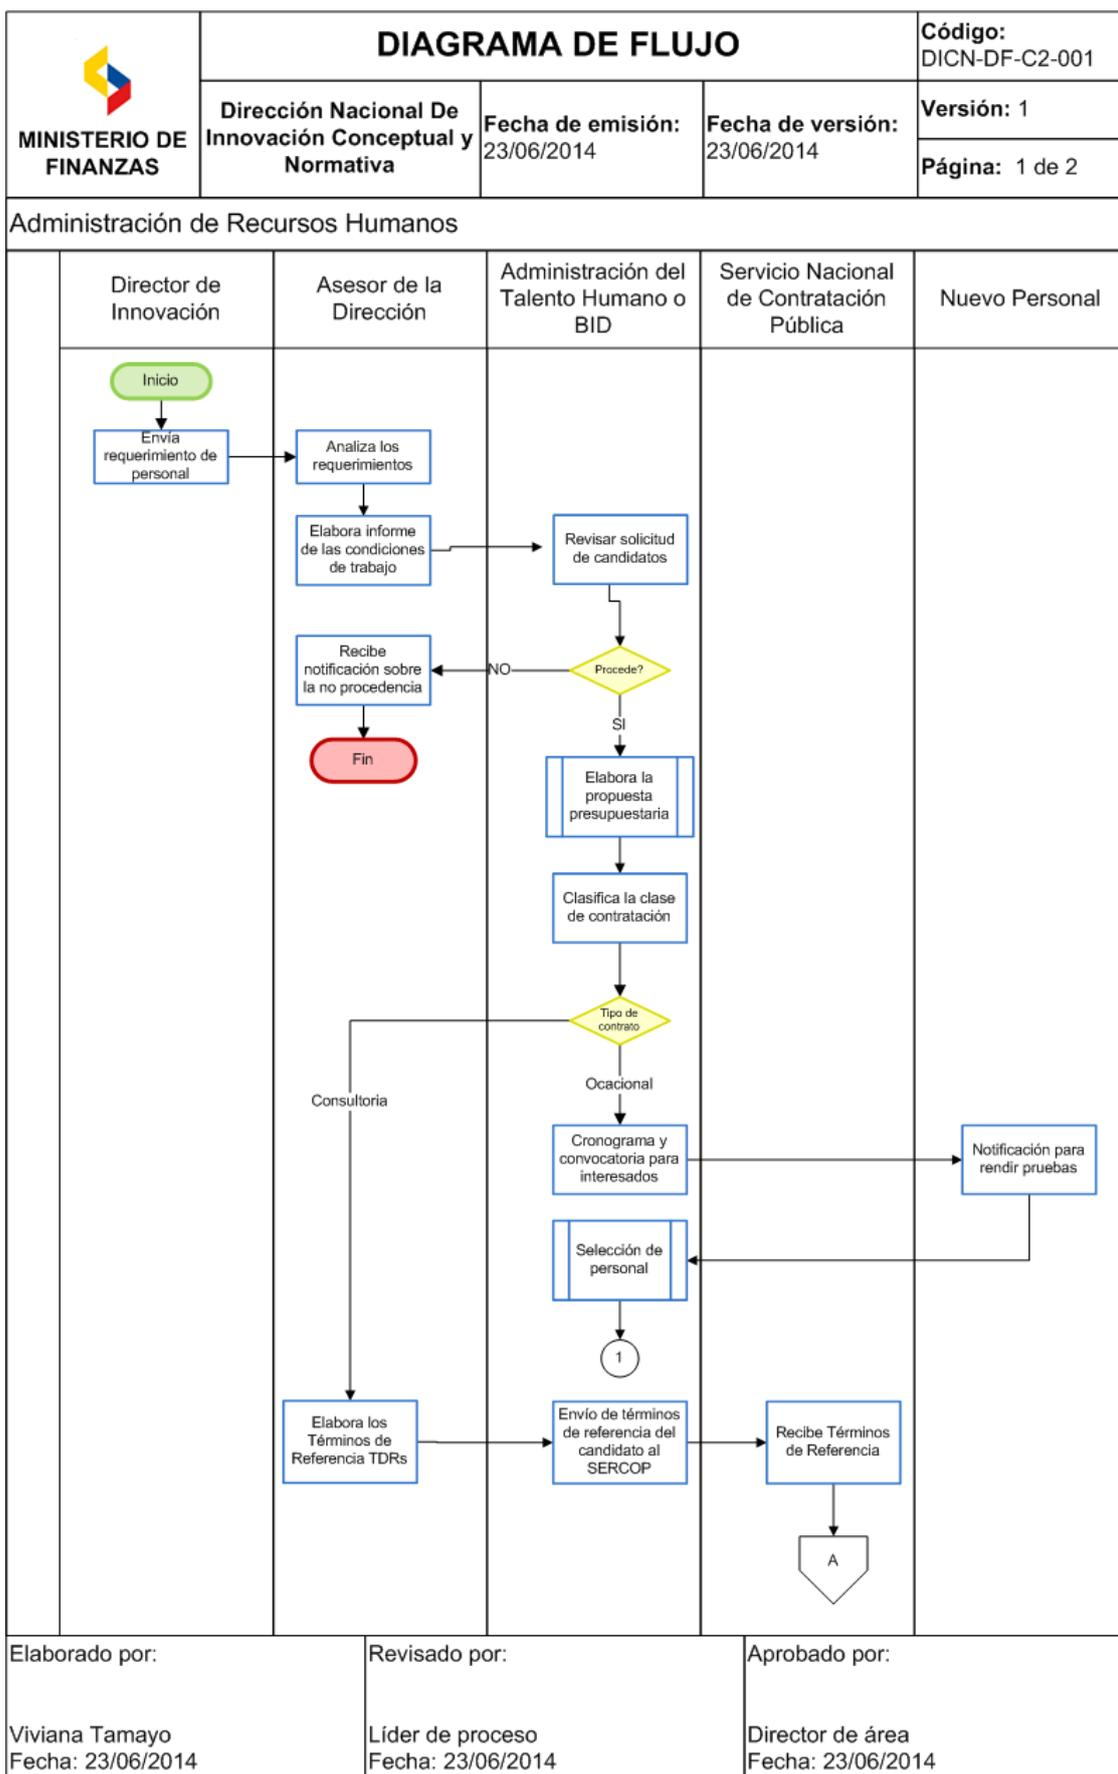 MINISTERIO DE
FINANZAS
DIAGRAMA DE FLUJO
Código:
DICN-DF-C2-001
Dirección Nacional De
Innovación Conceptual y
Normativa
Fecha de emisión:
23/06/2014
Fecha de versión:
23/06/2014
Versión: 1
Página: 1 de 2
Administración de Recursos Humanos
Director de
Innovación
Asesor de la
Dirección
Administración del
Talento Humano o
BID
Servicio Nacional
de Contratación
Pública
Nuevo Personal
Inicio
Envía
requerimiento de
personal
Analiza los
requerimientos
Elabora informe
de las condiciones
de trabajo
Revisar solicitud
de candidatos
Recibe
notificación sobre
la no procedencia
NO
Procede?
SI
Fin
Elabora la
propuesta
presupuestaria
Clasifica la clase
de contratación
Tipo de
contrato
Ocacional
Consultoria
Cronograma y
convocatoria para
interesados
Notificación para
rendir pruebas
Selección de
personal
1
Elabora los
Términos de
Referencia TDRs
Envío de términos
de referencia del
candidato al
SERCOP
Recibe Términos
de Referencia
A
Elaborado por:
Viviana Tamayo
Fecha: 23/06/2014
Revisado por:
Líder de proceso
Fecha: 23/06/2014
Aprobado por:
Director de área
Fecha: 23/06/2014